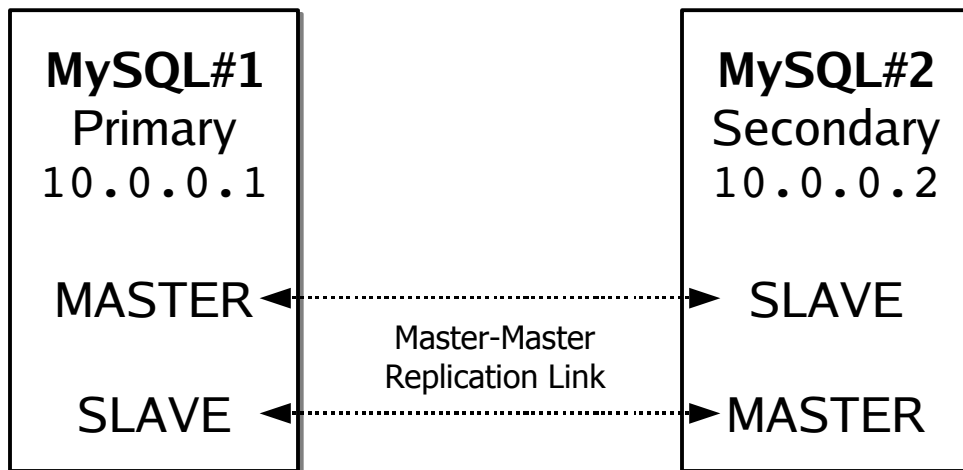 MySQL#1
Primary
10.0.0.1
MASTER
SLAVE
Master-Master
Replication Link
MySQL#2
Secondary
10.0.0.2
SLAVE
MASTER